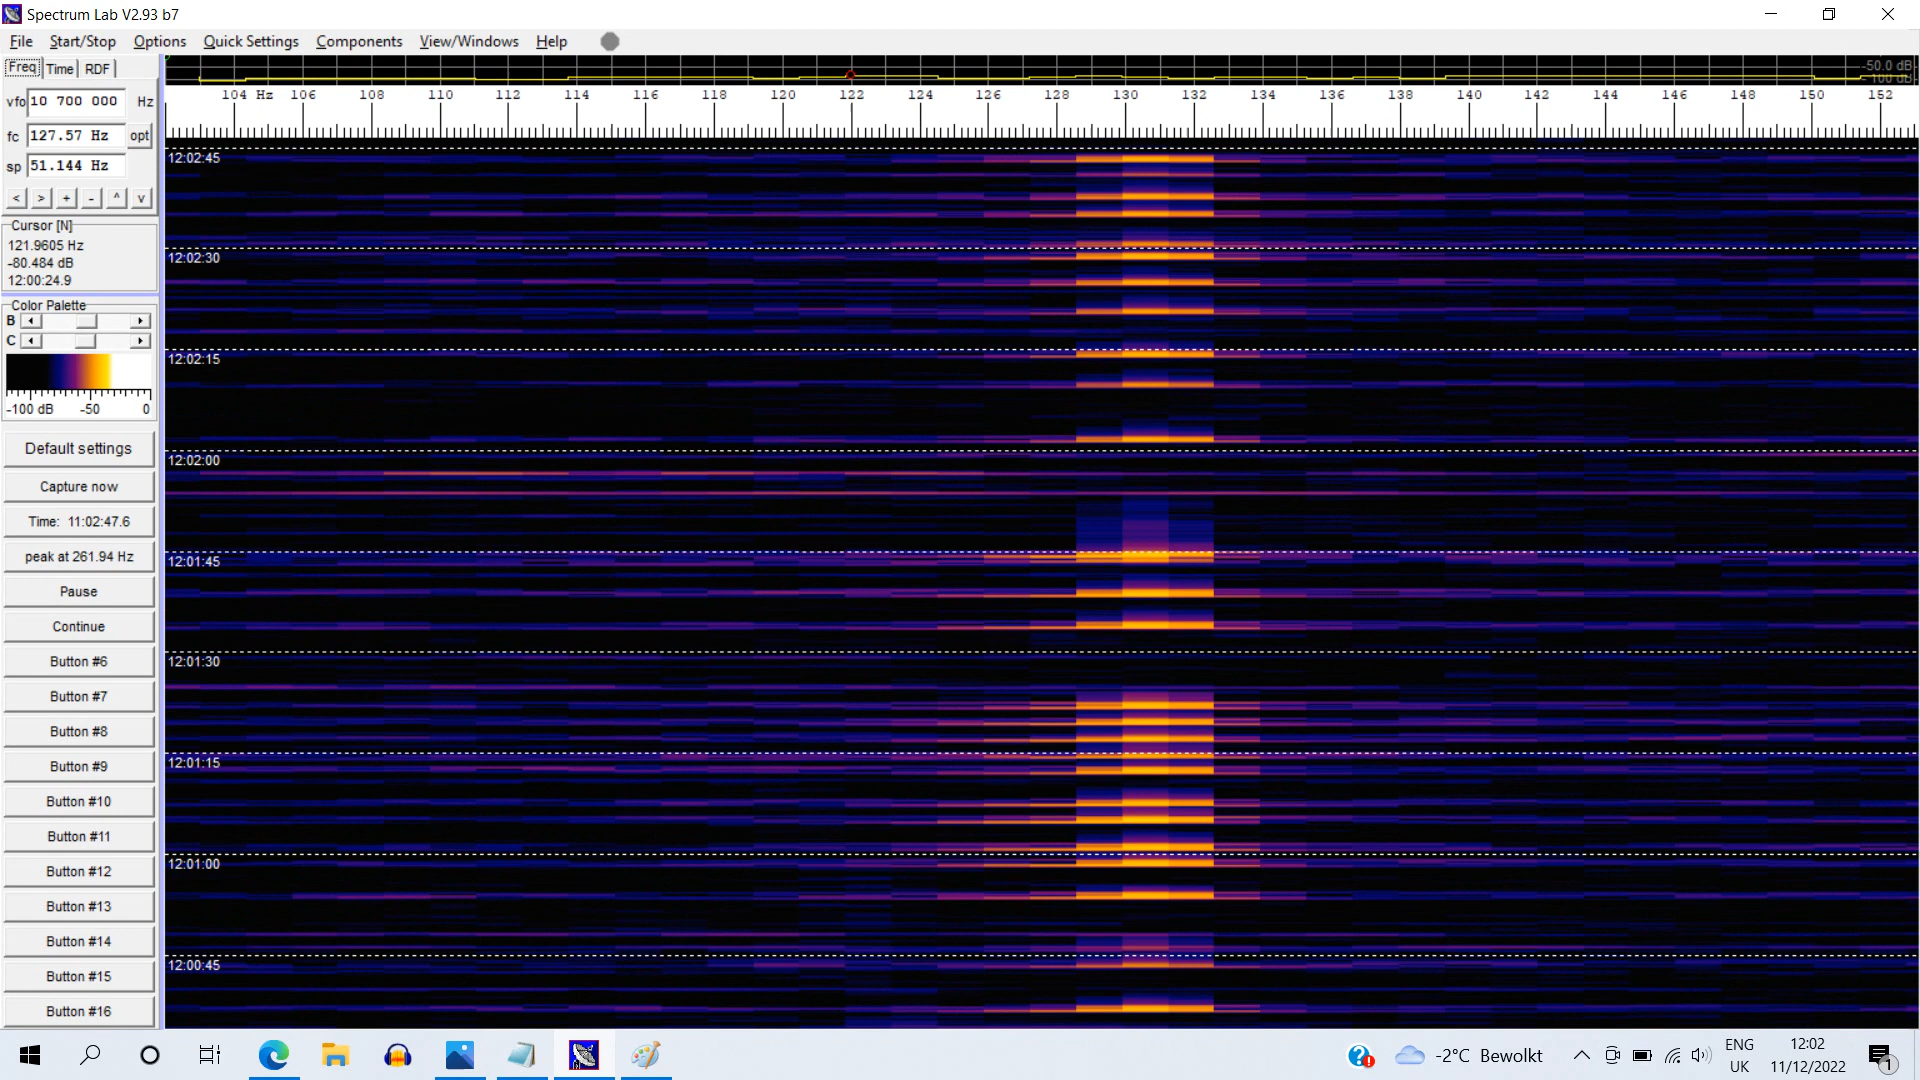 Spectrum Lab V2.93 b7
File Start/Stop Options Quick Settings Components View/Windows Help
Freq Time RDF
vfo 10 700 000 Hz
fc 127.57 Hz opt
sp 51.144 Hz
< > + - ^ v
Cursor [N]
121.9605 Hz
-80.484 dB
12:00:24.9
Color Palette
B
C
-100 dB -50 0
Default settings
Capture now
Time: 11:02:47.6
peak at 261.94 Hz
Pause
Continue
Button #6
Button #7
Button #8
Button #9
Button #10
Button #11
Button #12
Button #13
Button #14
Button #15
Button #16
-50.0 dB
-100 dB
104 Hz 106 108 110 112 114 116 118 120 122 124 126 128 130 132 134 136 138 140 142 144 146 148 150 152
12:02:45
12:02:30
12:02:15
12:02:00
12:01:45
12:01:30
12:01:15
12:01:00
12:00:45
-2°C Bewolkt
ENG
UK
12:02
11/12/2022
1